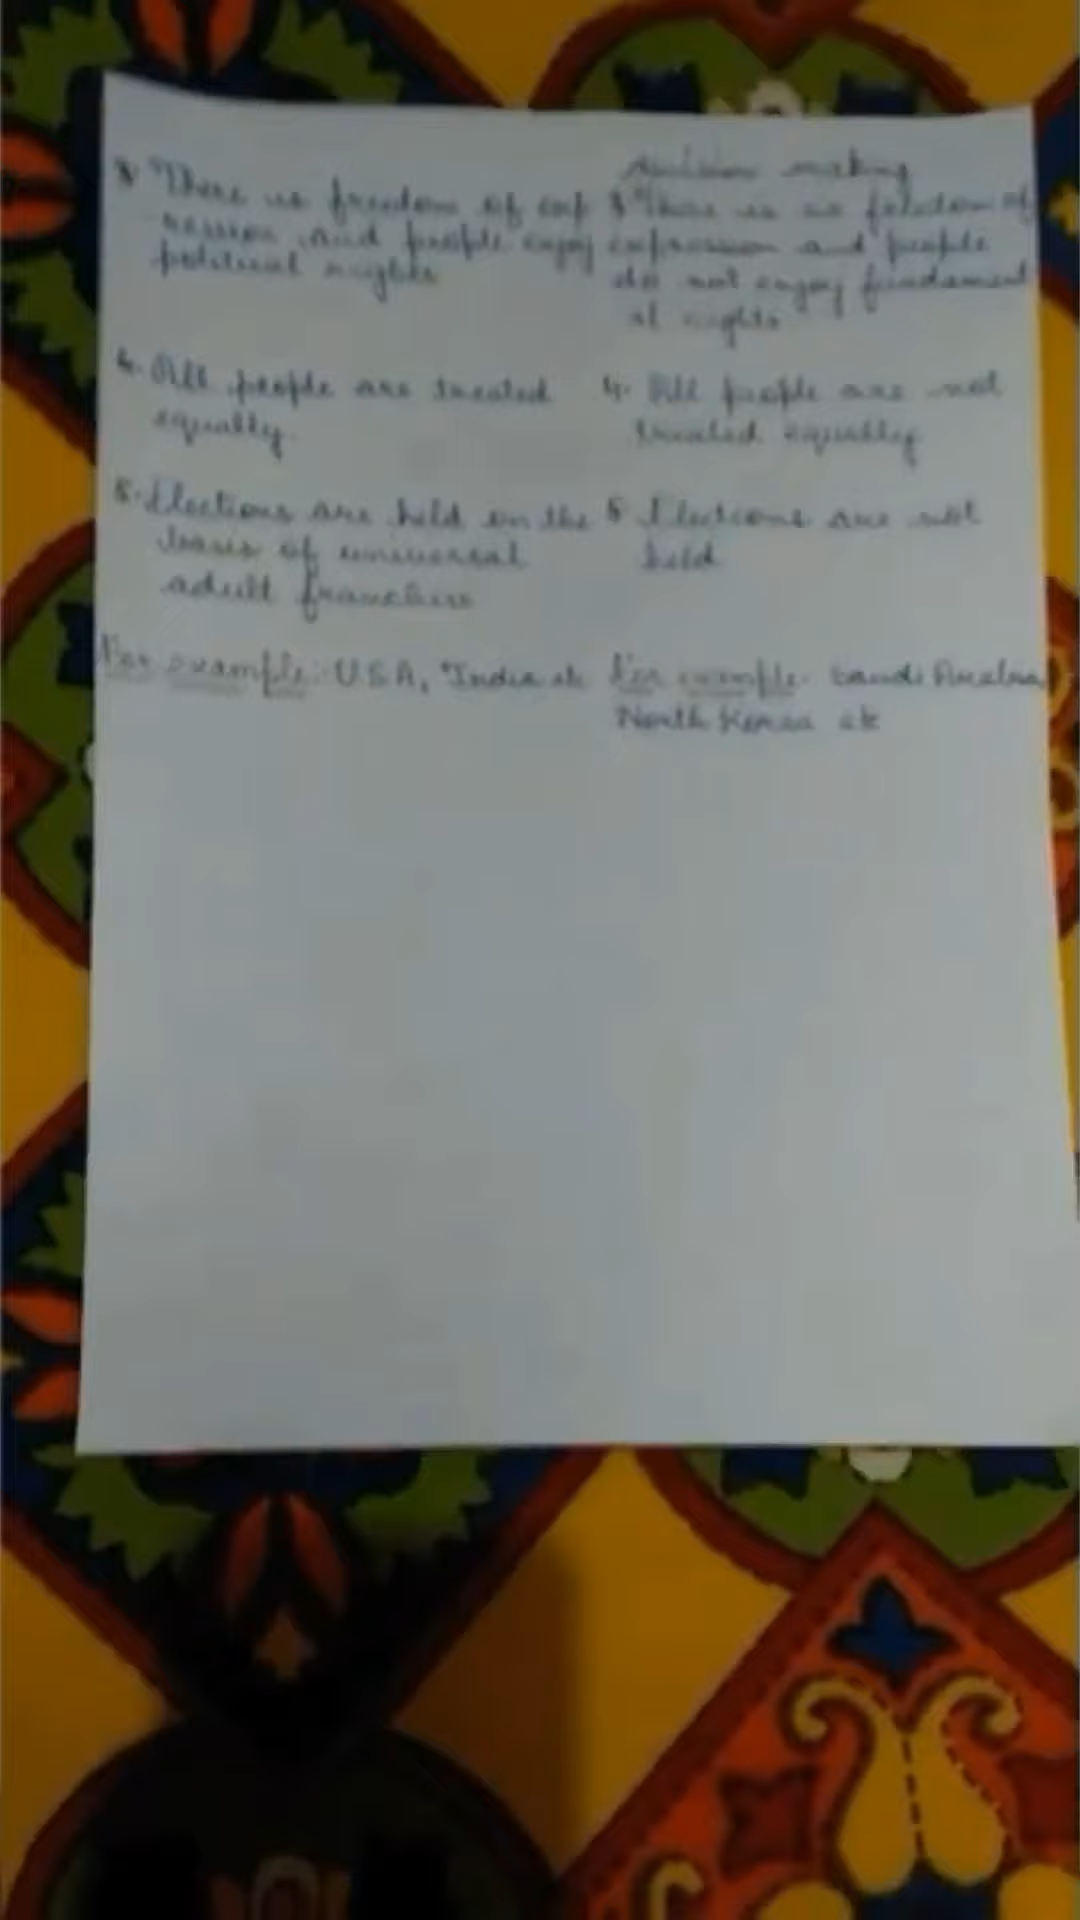 decision making
3. There is freedom of exp
ression and people enjoy
political rights
3. There is no freedom of
expression and people
do not enjoy fundament
al rights
4. All people are treated
equally.
4. All people are not
treated equally
5. Elections are held on the
basis of universal
adult franchise
5. Elections are not
held
For example:- USA, India etc
For example- Saudi Arabia,
North Korea etc